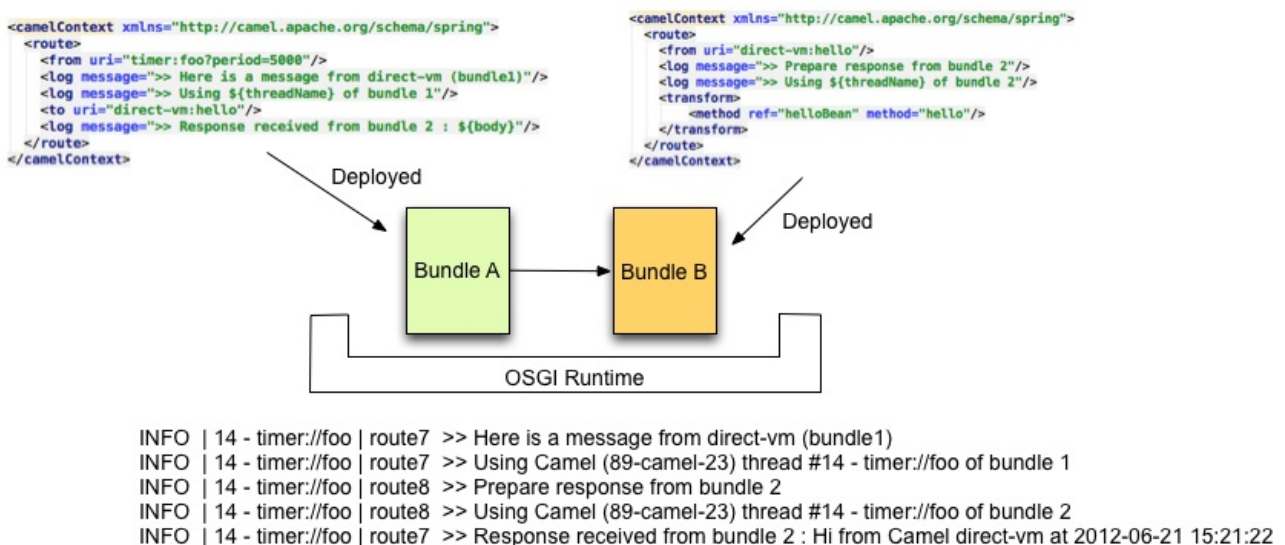 <camelContext xmlns="http://camel.apache.org/schema/spring">
<route>
<from uri="timer:foo?period=5000"/>
<log message=">> Here is a message from direct-vm (bundle1)"/>
<log message=">> Using ${threadName} of bundle 1"/>
<to uri="direct-vm:hello"/>
<log message=">> Response received from bundle 2 : ${body}"/>
</route>
</camelContext>
<camelContext xmlns="http://camel.apache.org/schema/spring">
<route>
<from uri="direct-vm:hello"/>
<log message=">> Prepare response from bundle 2"/>
<log message=">> Using ${threadName} of bundle 2"/>
<transform>
<method ref="helloBean" method="hello"/>
</transform>
</route>
</camelContext>
Deployed
Deployed
Bundle A
Bundle B
OSGI Runtime
INFO | 14 - timer://foo | route7 >> Here is a message from direct-vm (bundle1)
INFO | 14 - timer://foo | route7 >> Using Camel (89-camel-23) thread #14 - timer://foo of bundle 1
INFO | 14 - timer://foo | route8 >> Prepare response from bundle 2
INFO | 14 - timer://foo | route8 >> Using Camel (89-camel-23) thread #14 - timer://foo of bundle 2
INFO | 14 - timer://foo | route7 >> Response received from bundle 2 : Hi from Camel direct-vm at 2012-06-21 15:21:22